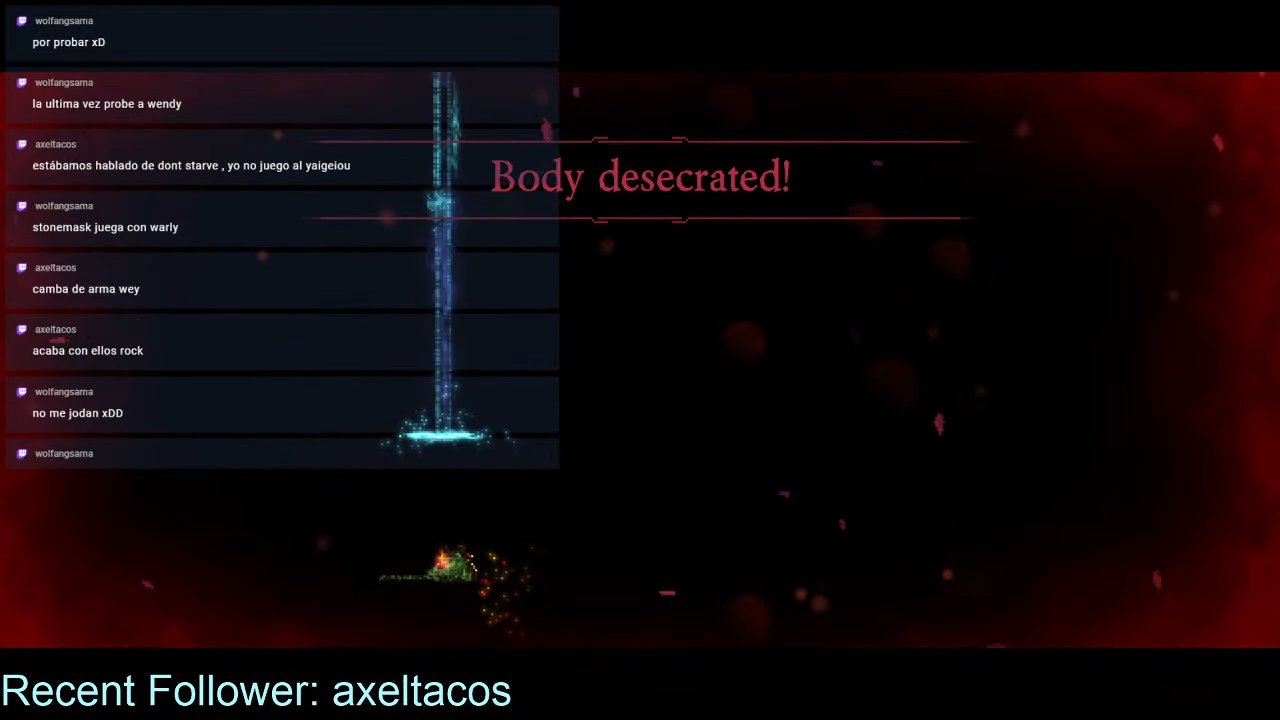 wolfangsama
por probar xD
wolfangsama
la ultima vez probe a wendy
axeltacos
estábamos hablado de dont starve , yo no juego al yaigeiou
wolfangsama
stonemask juega con warly
axeltacos
camba de arma wey
axeltacos
acaba con ellos rock
wolfangsama
no me jodan xDD
wolfangsama
Body desecrated!
Recent Follower: axeltacos